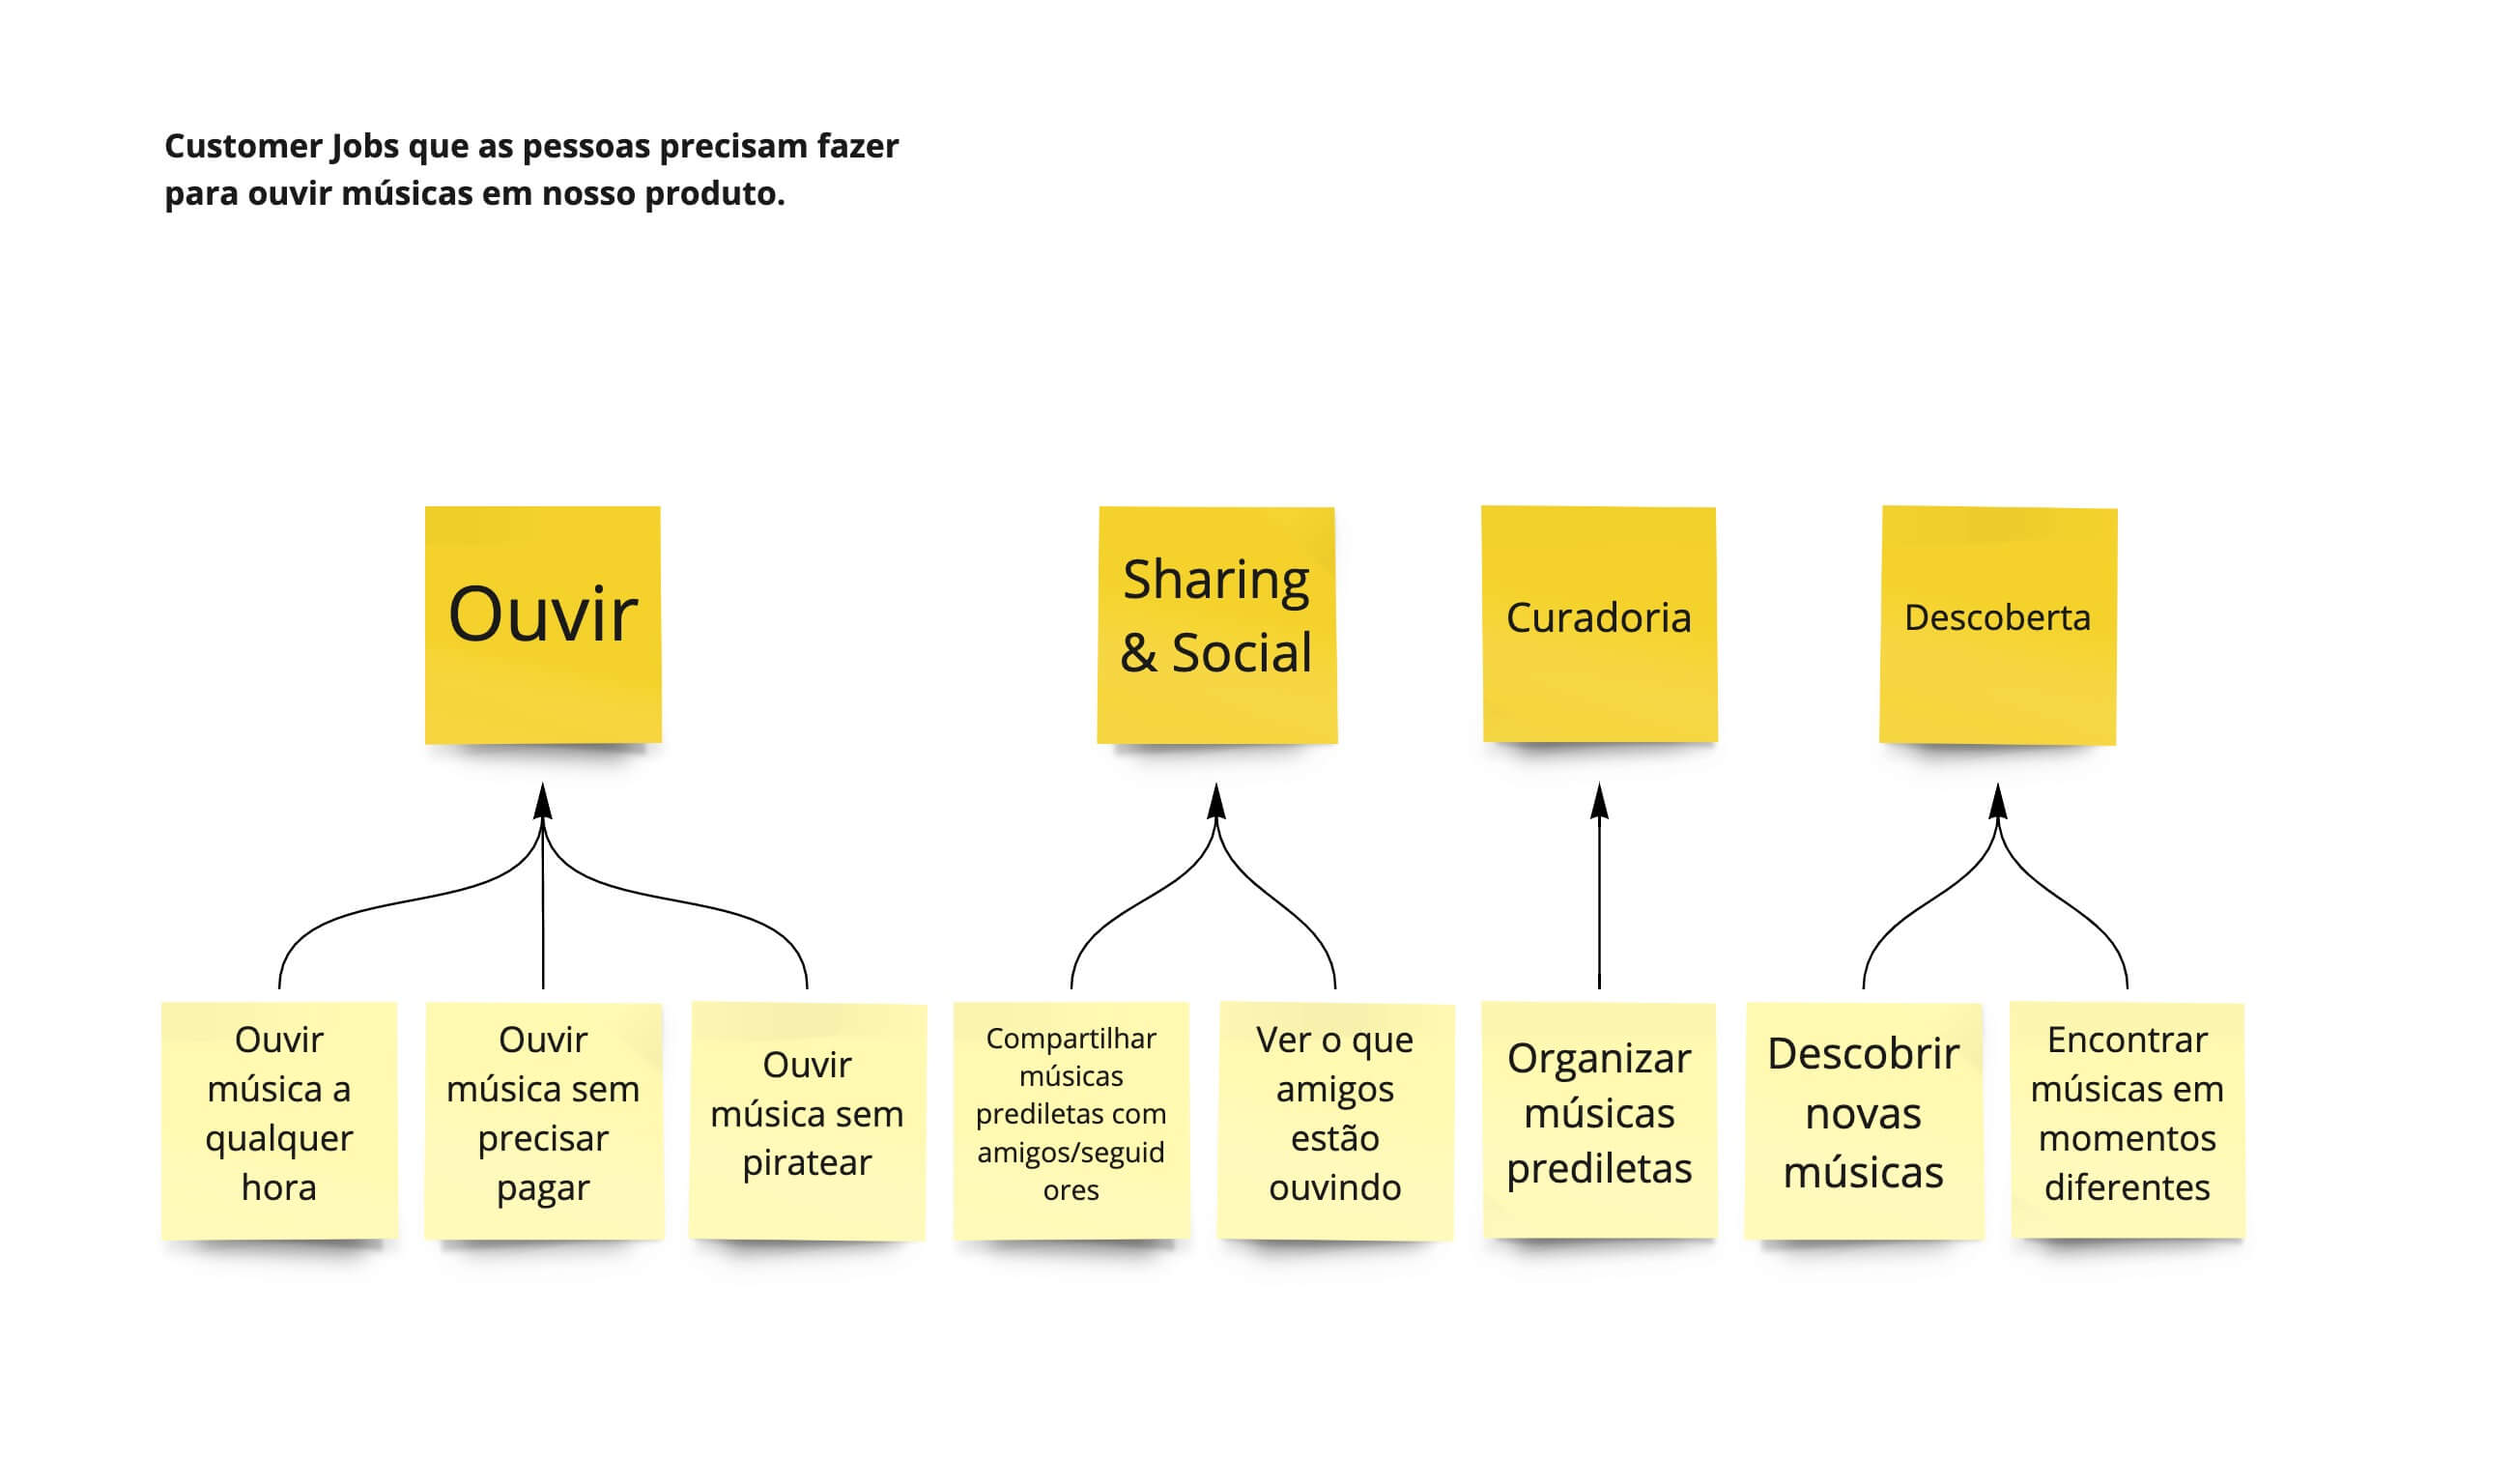 Customer Jobs que as pessoas precisam fazer
para ouvir músicas em nosso produto.
Ouvir
Sharing
& Social
Curadoria
Descoberta
Ouvir
música a
qualquer
hora
Ouvir
música sem
precisar
pagar
Ouvir
música sem
piratear
Compartilhar
músicas
prediletas com
amigos/seguid
ores
Ver o que
amigos
estão
ouvindo
Organizar
músicas
prediletas
Descobrir
novas
músicas
Encontrar
músicas em
momentos
diferentes